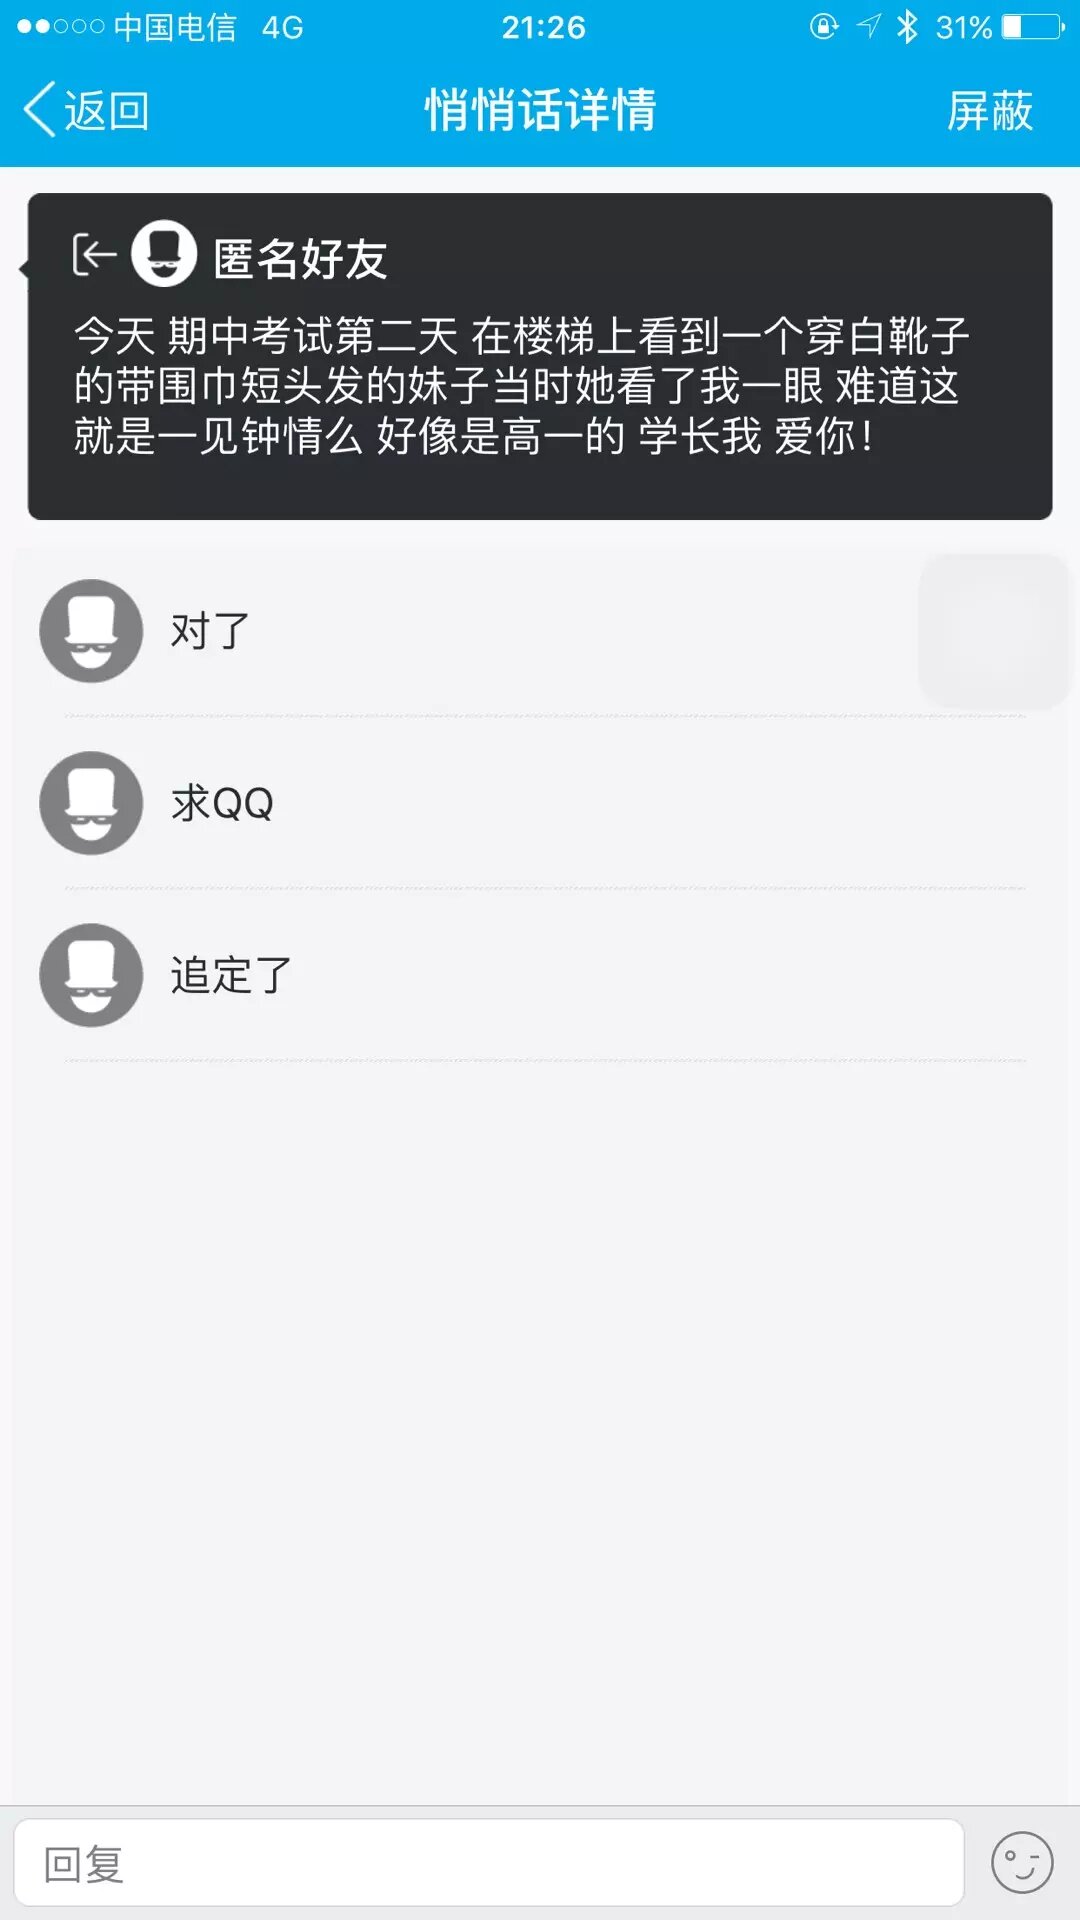 中国电信 4G 21:26 31%
返回 悄悄话详情 屏蔽
匿名好友
今天 期中考试第二天 在楼梯上看到一个穿白靴子
的带围巾短头发的妹子当时她看了我一眼 难道这
就是一见钟情么 好像是高一的 学长我 爱你！
对了
求QQ
追定了
回复